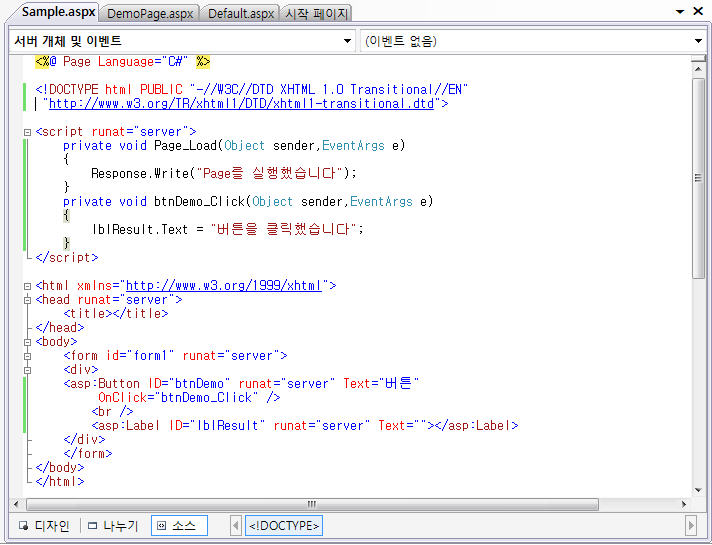 Sample.aspx DemoPage.aspx Default.aspx 시작 페이지
서버 개체 및 이벤트 (이벤트 없음)
<%@ Page Language="C#" %>
<!DOCTYPE html PUBLIC "-//W3C//DTD XHTML 1.0 Transitional//EN"
"http://www.w3.org/TR/xhtml1/DTD/xhtml1-transitional.dtd">
<script runat="server">
private void Page_Load(Object sender,EventArgs e)
{
Response.Write("Page를 실행했습니다");
}
private void btnDemo_Click(Object sender,EventArgs e)
{
lblResult.Text = "버튼을 클릭했습니다";
}
</script>
<html xmlns="http://www.w3.org/1999/xhtml">
<head runat="server">
<title></title>
</head>
<body>
<form id="form1" runat="server">
<div>
<asp:Button ID="btnDemo" runat="server" Text="버튼"
OnClick="btnDemo_Click" />
<br />
<asp:Label ID="lblResult" runat="server" Text=""></asp:Label>
</div>
</form>
</body>
</html>
디자인 나누기 소스 <!DOCTYPE>